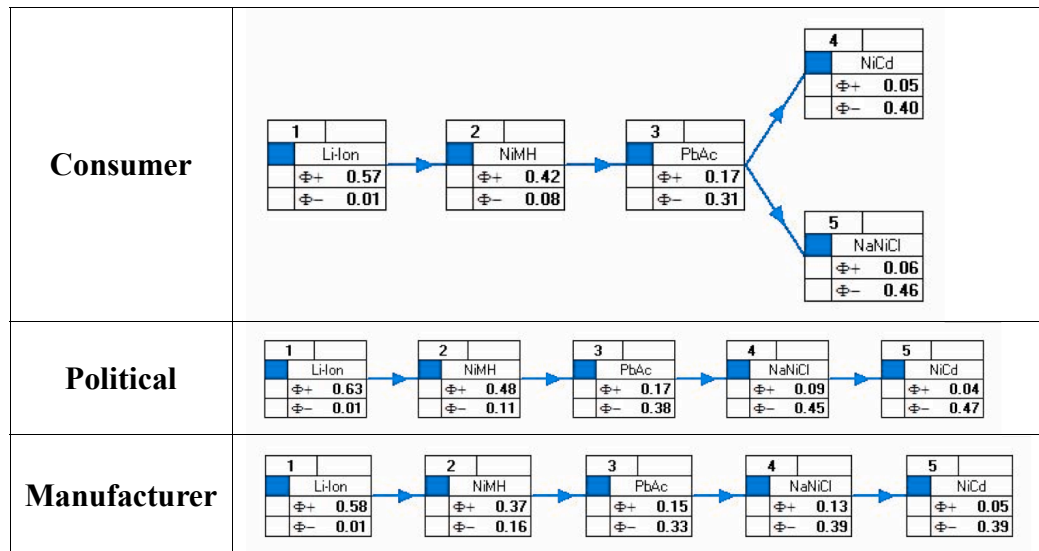 Consumer
1
Li-Ion
Φ+ 0.57
Φ- 0.01
2
NiMH
Φ+ 0.42
Φ- 0.08
3
PbAc
Φ+ 0.17
Φ- 0.31
4
NiCd
Φ+ 0.05
Φ- 0.40
5
NaNiCl
Φ+ 0.06
Φ- 0.46
Political
1
Li-Ion
Φ+ 0.63
Φ- 0.01
2
NiMH
Φ+ 0.48
Φ- 0.11
3
PbAc
Φ+ 0.17
Φ- 0.38
4
NaNiCl
Φ+ 0.09
Φ- 0.45
5
NiCd
Φ+ 0.04
Φ- 0.47
Manufacturer
1
Li-Ion
Φ+ 0.58
Φ- 0.01
2
NiMH
Φ+ 0.37
Φ- 0.16
3
PbAc
Φ+ 0.15
Φ- 0.33
4
NaNiCl
Φ+ 0.13
Φ- 0.39
5
NiCd
Φ+ 0.05
Φ- 0.39